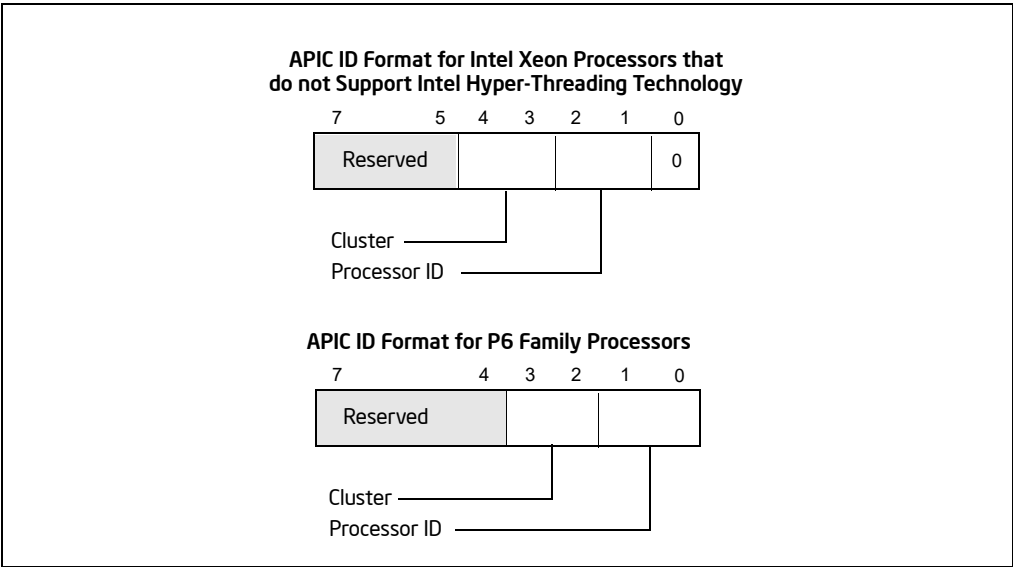 APIC ID Format for Intel Xeon Processors that
do not Support Intel Hyper-Threading Technology
7 5 4 3 2 1 0
Reserved 0
Cluster
Processor ID
APIC ID Format for P6 Family Processors
7 4 3 2 1 0
Reserved
Cluster
Processor ID